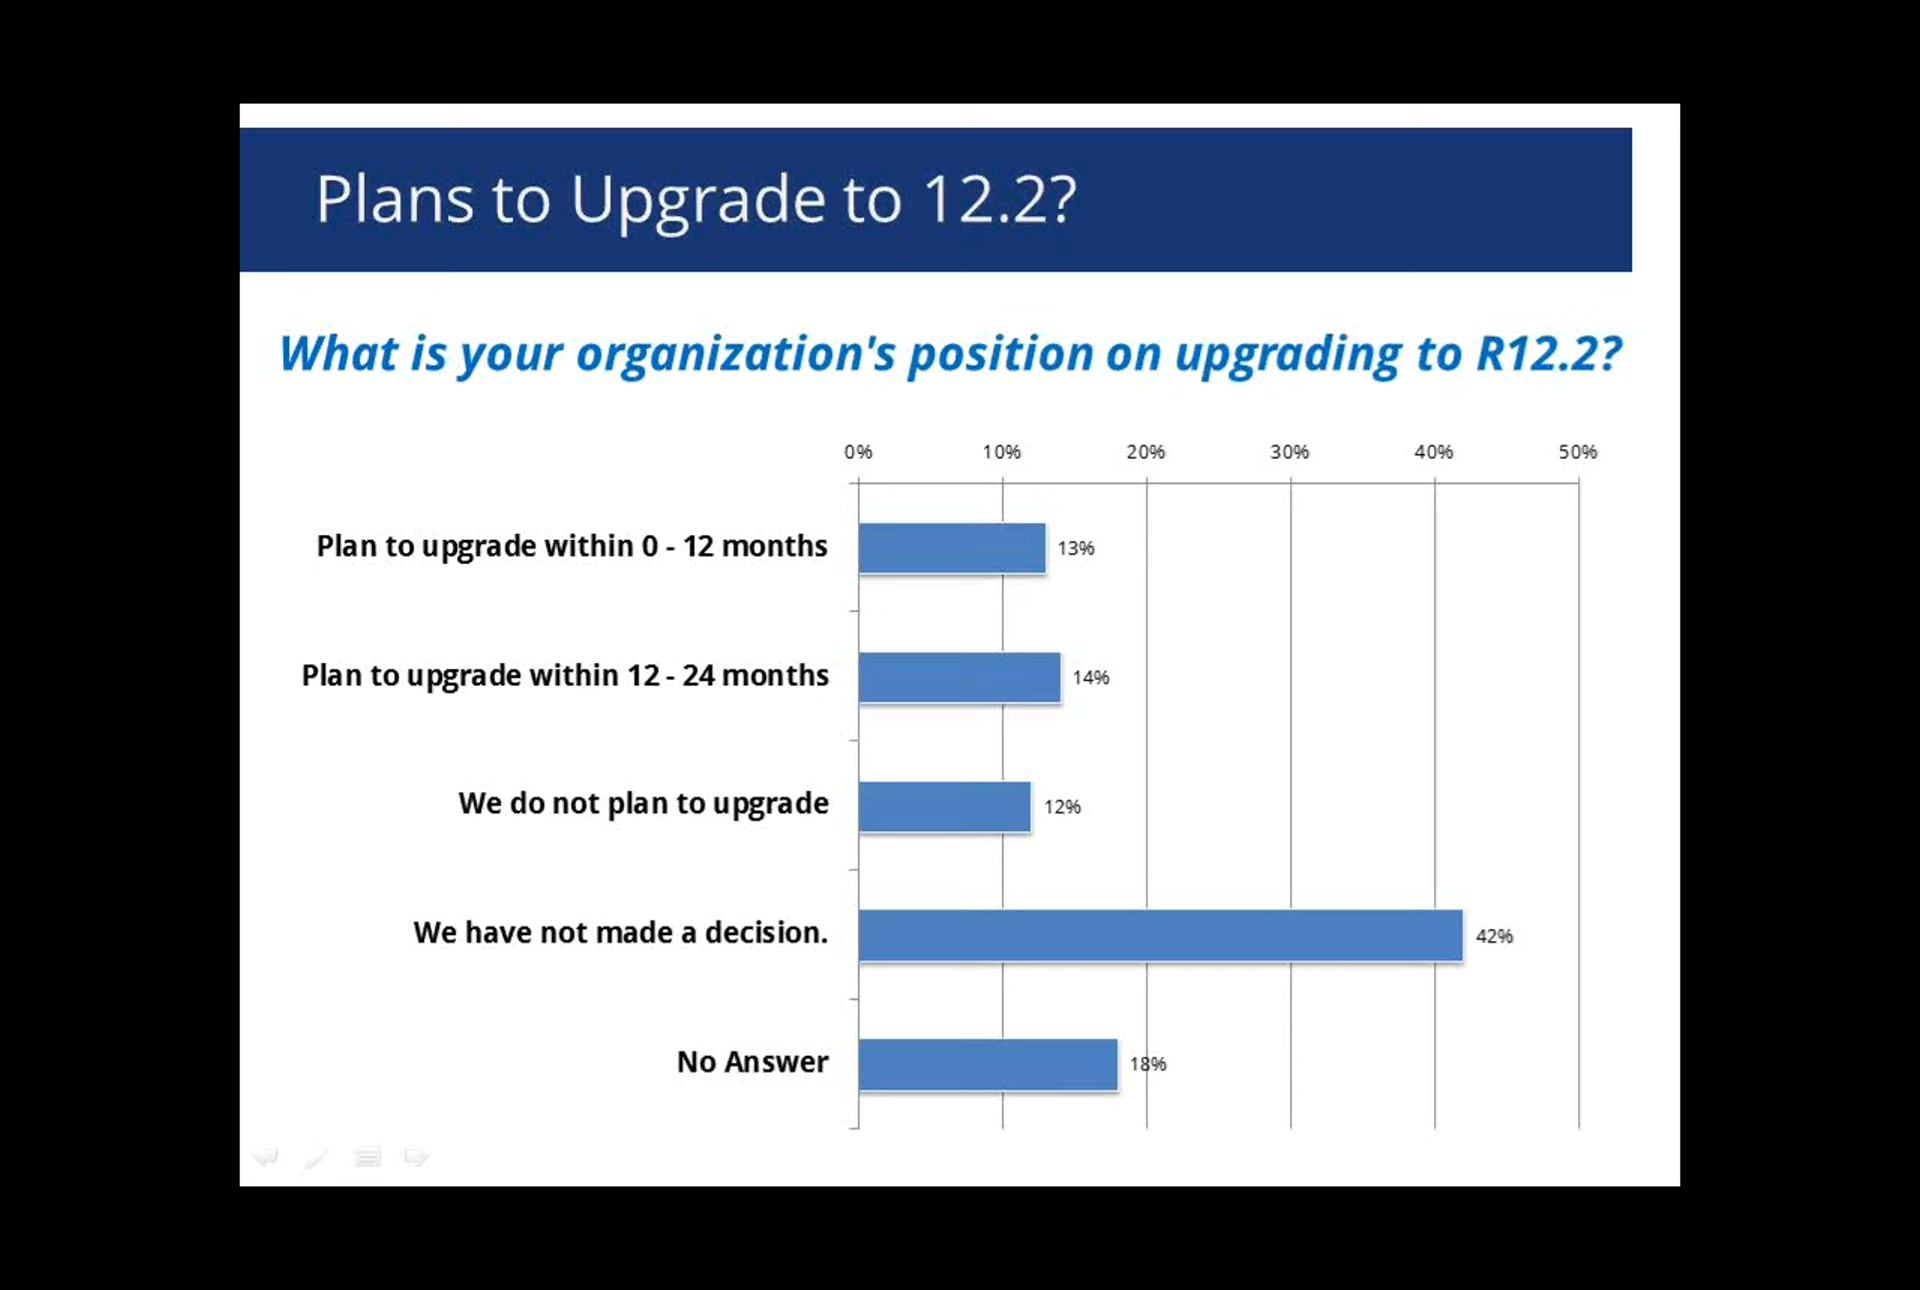 Plans to Upgrade to 12.2?
What is your organization's position on upgrading to R12.2?
0% 10% 20% 30% 40% 50%
Plan to upgrade within 0 - 12 months 13%
Plan to upgrade within 12 - 24 months 14%
We do not plan to upgrade 12%
We have not made a decision. 42%
No Answer 18%